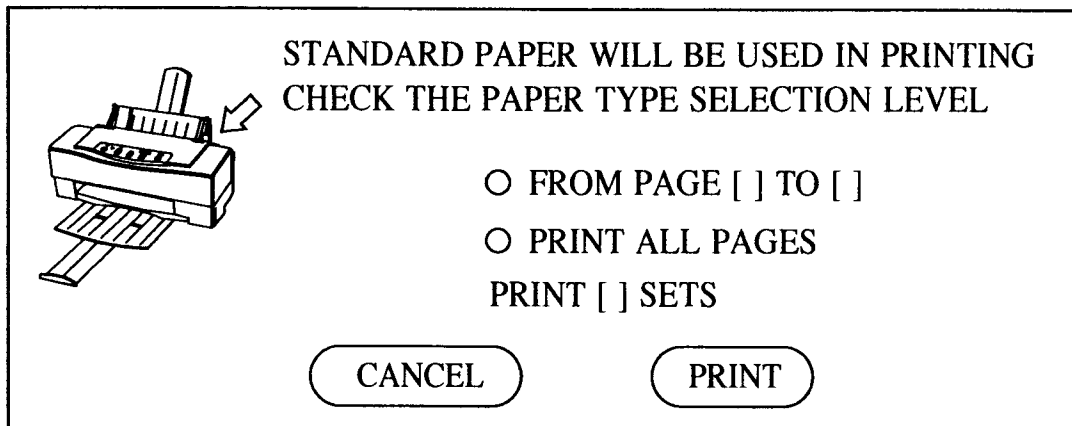 STANDARD PAPER WILL BE USED IN PRINTING
CHECK THE PAPER TYPE SELECTION LEVEL
○ FROM PAGE [ ] TO [ ]
○ PRINT ALL PAGES
PRINT [ ] SETS
CANCEL PRINT